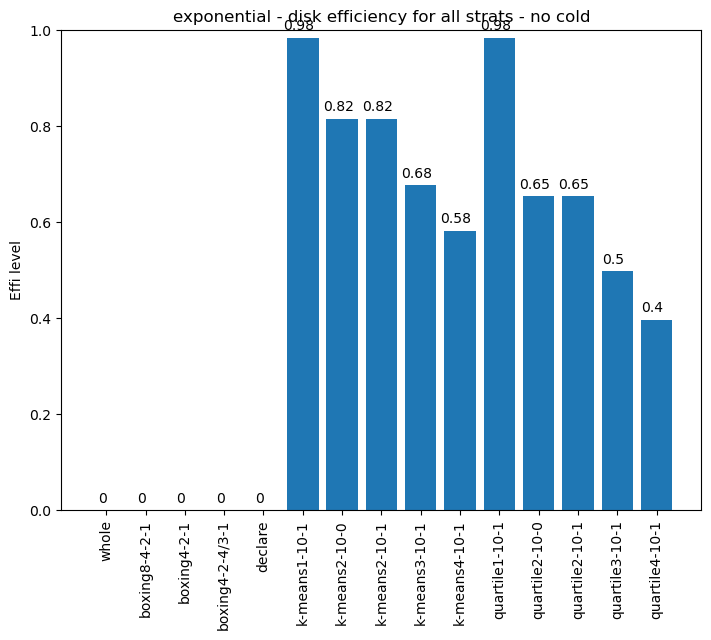 exponential - disk efficiency for all strats - no cold
Effi level
1.0
0.8
0.6
0.4
0.2
0.0
0
0
0
0
0
0.98
0.82
0.82
0.68
0.58
0.98
0.65
0.65
0.5
0.4
whole
boxing8-4-2-1
boxing4-2-1
boxing4-2-4/3-1
declare
k-means1-10-1
k-means2-10-0
k-means2-10-1
k-means3-10-1
k-means4-10-1
quartile1-10-1
quartile2-10-0
quartile2-10-1
quartile3-10-1
quartile4-10-1